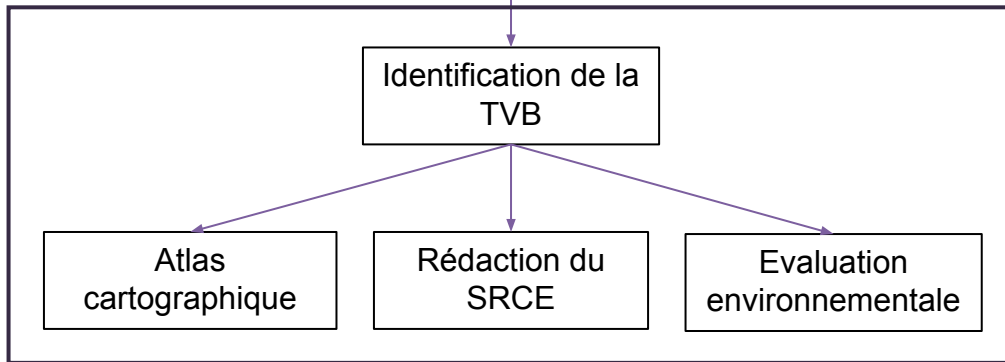 Identification de la
TVB
Atlas
cartographique
Rédaction du
SRCE
Evaluation
environnementale